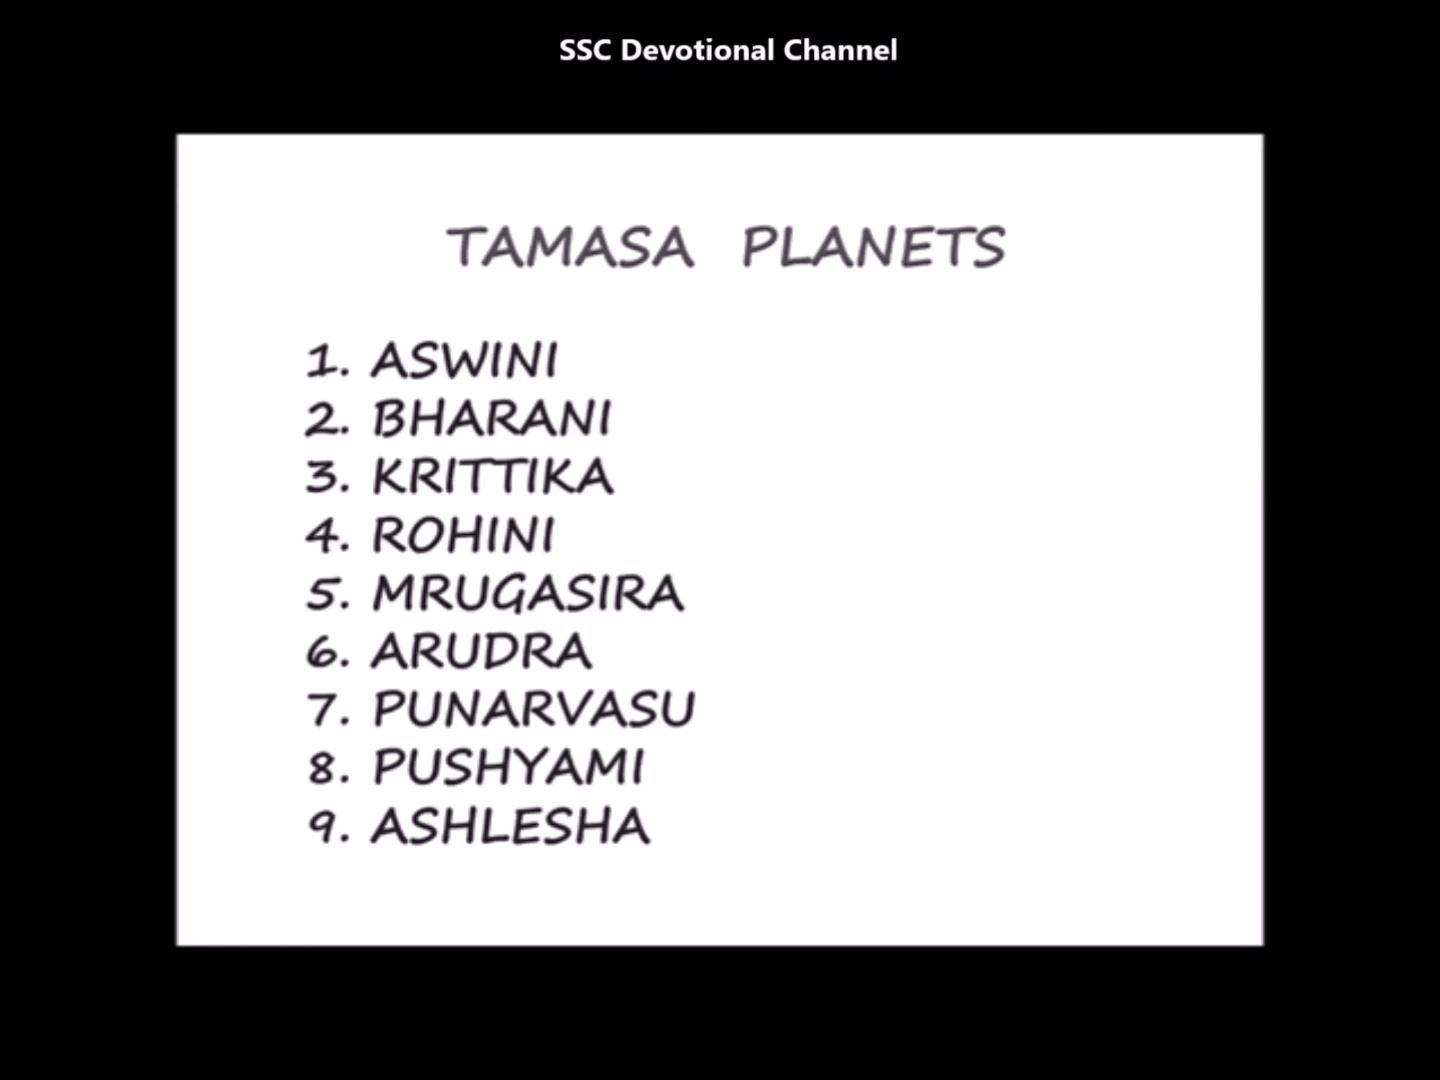 SSC Devotional Channel
TAMASA PLANETS
1. ASWINI
2. BHARANI
3. KRITTIKA
4. ROHINI
5. MRUGASIRA
6. ARUDRA
7. PUNARVASU
8. PUSHYAMI
9. ASHLESHA